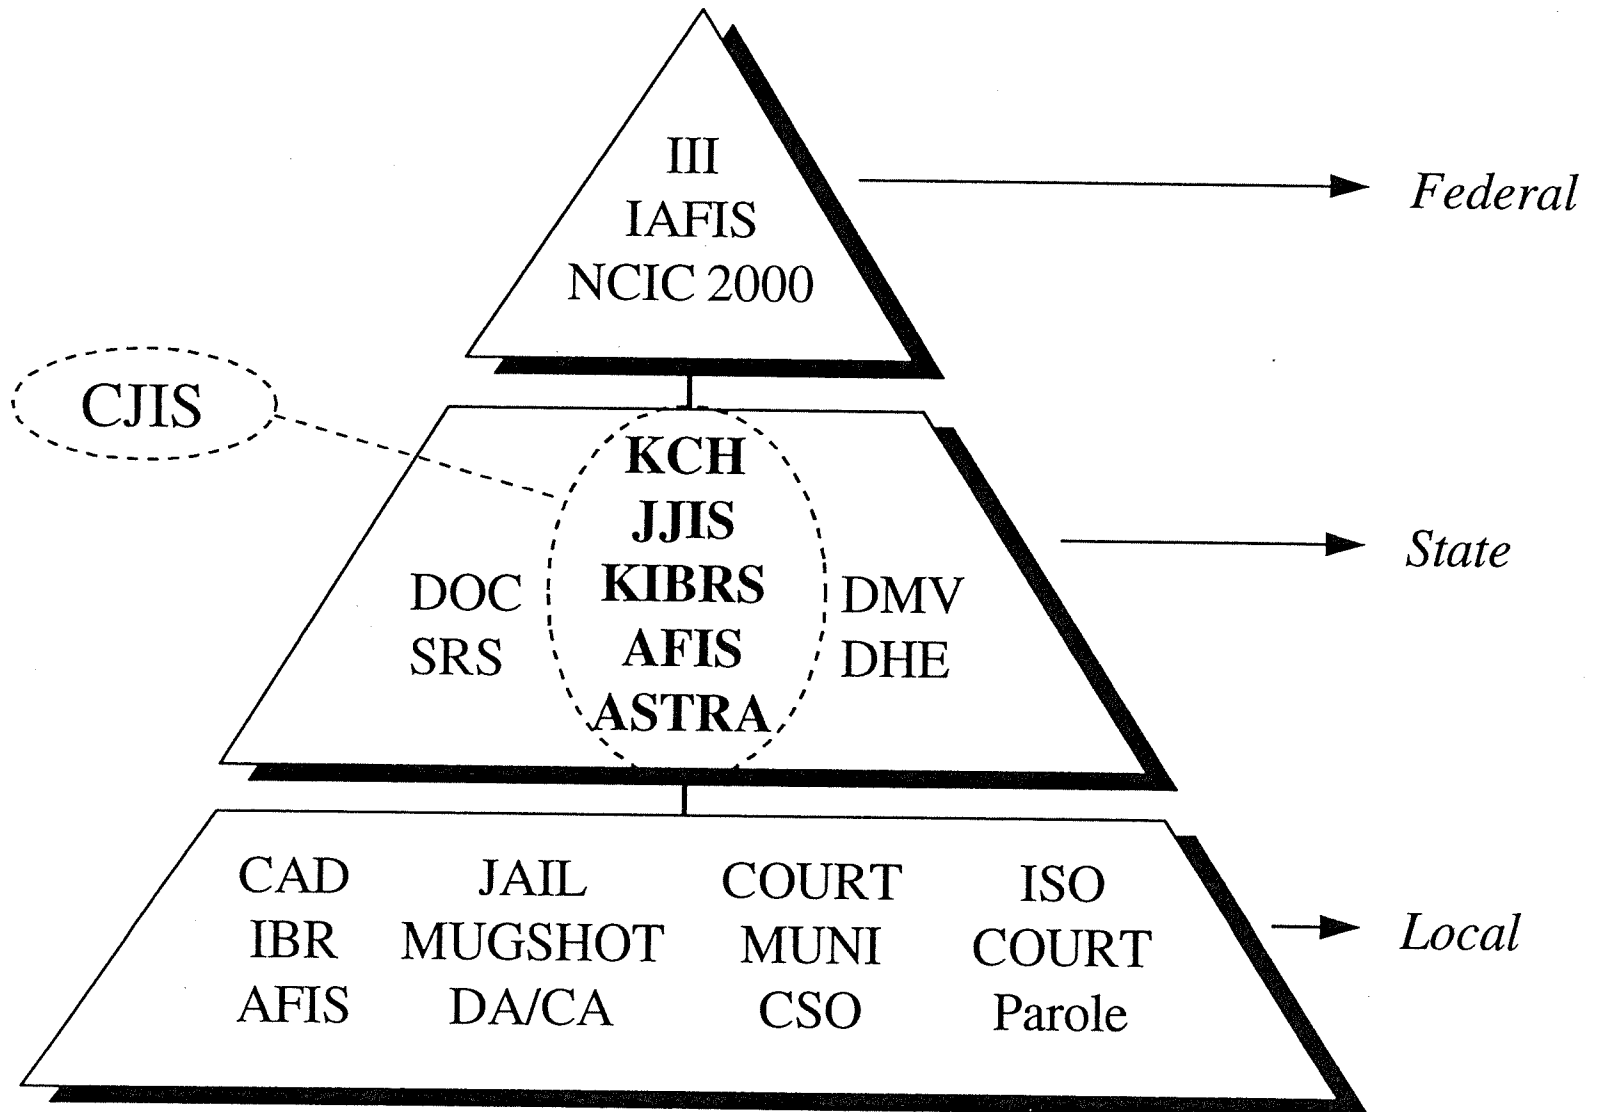 III
IAFIS
NCIC 2000
Federal
CJIS
KCH
JJIS
KIBRS
AFIS
ASTRA
DOC
SRS
DMV
DHE
State
CAD
IBR
AFIS
JAIL
MUGSHOT
DA/CA
COURT
MUNI
CSO
ISO
COURT
Parole
Local